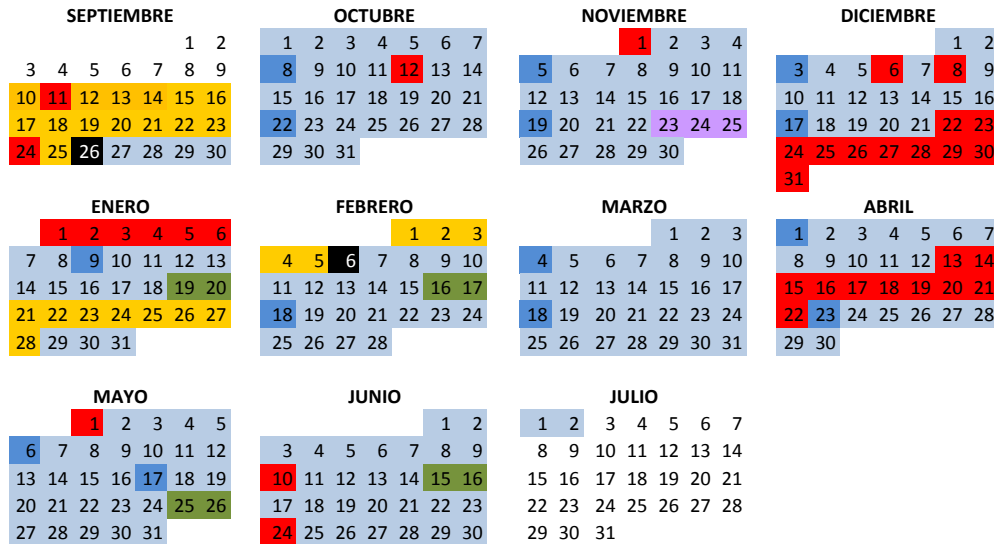 SEPTIEMBRE
1 2
3 4 5 6 7 8 9
10 11 12 13 14 15 16
17 18 19 20 21 22 23
24 25 26 27 28 29 30
OCTUBRE
1 2 3 4 5 6 7
8 9 10 11 12 13 14
15 16 17 18 19 20 21
22 23 24 25 26 27 28
29 30 31
NOVIEMBRE
1 2 3 4
5 6 7 8 9 10 11
12 13 14 15 16 17 18
19 20 21 22 23 24 25
26 27 28 29 30
DICIEMBRE
1 2
3 4 5 6 7 8 9
10 11 12 13 14 15 16
17 18 19 20 21 22 23
24 25 26 27 28 29 30
31
ENERO
1 2 3 4 5 6
7 8 9 10 11 12 13
14 15 16 17 18 19 20
21 22 23 24 25 26 27
28 29 30 31
FEBRERO
1 2 3
4 5 6 7 8 9 10
11 12 13 14 15 16 17
18 19 20 21 22 23 24
25 26 27 28
MARZO
1 2 3
4 5 6 7 8 9 10
11 12 13 14 15 16 17
18 19 20 21 22 23 24
25 26 27 28 29 30 31
ABRIL
1 2 3 4 5 6 7
8 9 10 11 12 13 14
15 16 17 18 19 20 21
22 23 24 25 26 27 28
29 30
MAYO
1 2 3 4 5
6 7 8 9 10 11 12
13 14 15 16 17 18 19
20 21 22 23 24 25 26
27 28 29 30 31
JUNIO
1 2
3 4 5 6 7 8 9
10 11 12 13 14 15 16
17 18 19 20 21 22 23
24 25 26 27 28 29 30
JULIO
1 2 3 4 5 6 7
8 9 10 11 12 13 14
15 16 17 18 19 20 21
22 23 24 25 26 27 28
29 30 31